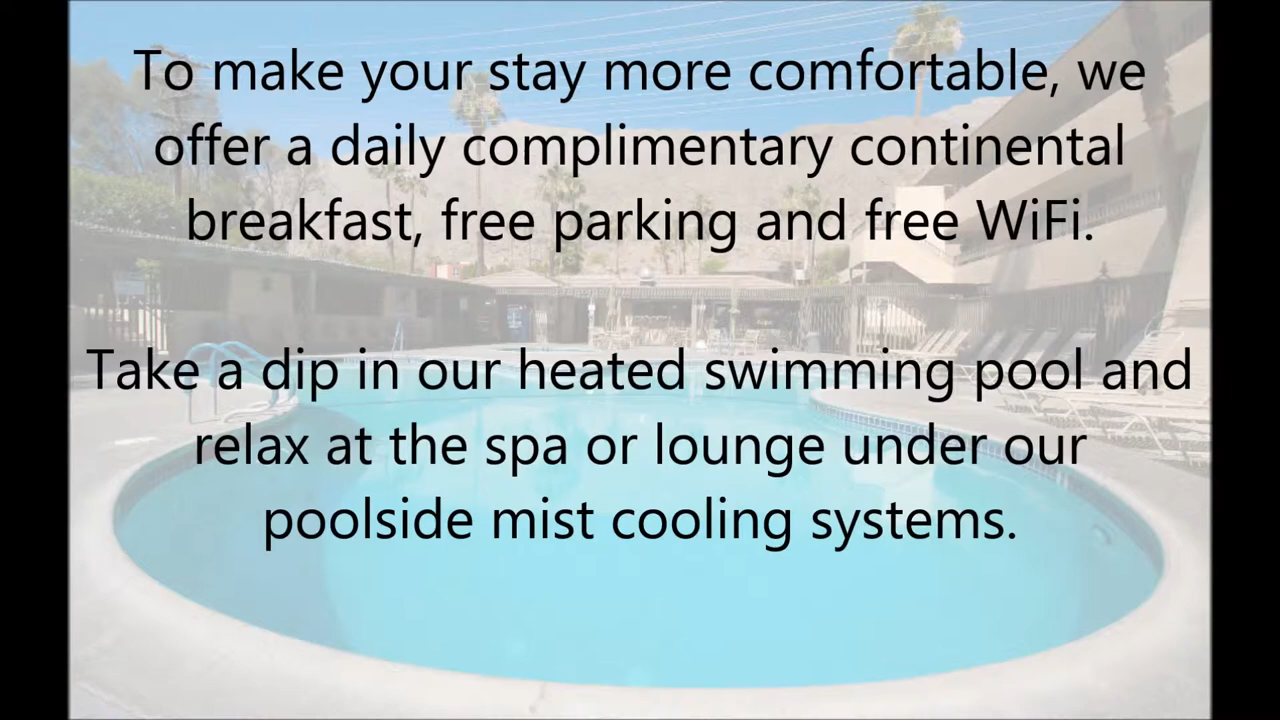 To make your stay more comfortable, we
offer a daily complimentary continental
breakfast, free parking and free WiFi.
Take a dip in our heated swimming pool and
relax at the spa or lounge under our
poolside mist cooling systems.